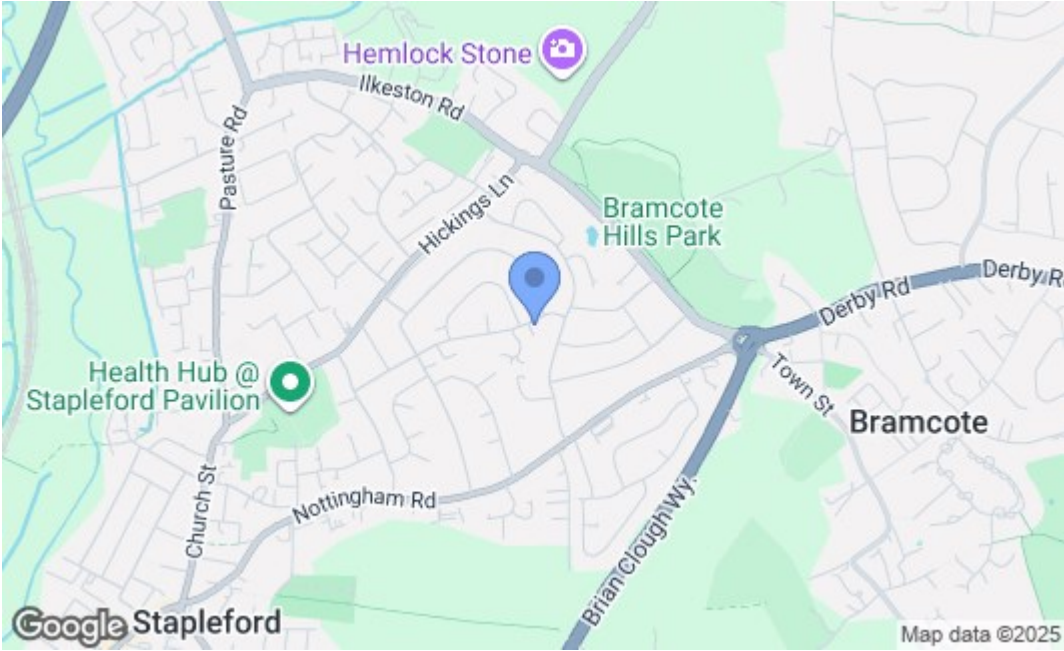 Hemlock Stone
Ilkeston Rd
Pasture Rd
Hickings Ln
Bramcote
Hills Park
Derby Rd
Derby Rd
Health Hub @
Stapleford Pavilion
Town St
Bramcote
Church St
Nottingham Rd
Brian Clough Wy.
Google
Stapleford
Map data ©2025